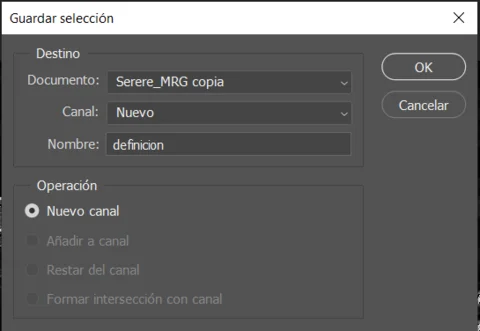 Guardar selección
Destino
Documento: Serere_MRG copia
Canal: Nuevo
Nombre: definicion
OK
Cancelar
Operación
Nuevo canal
Añadir a canal
Restar del canal
Formar intersección con canal